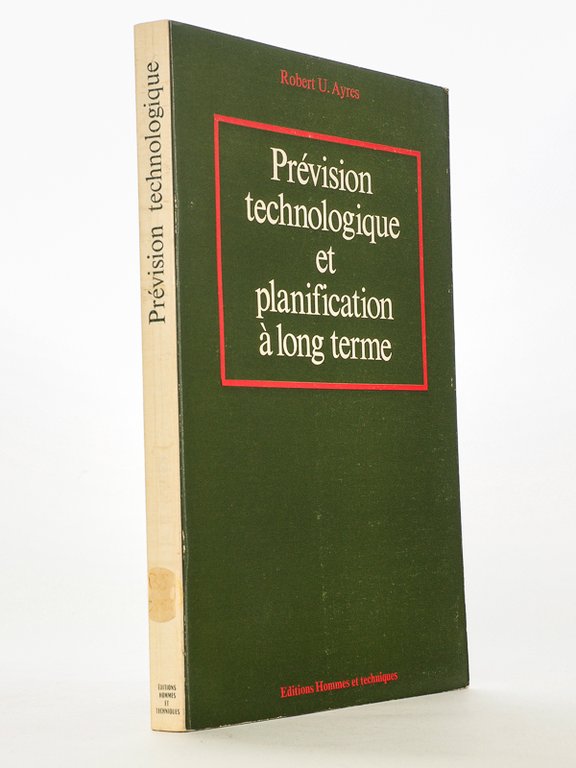 Prévision technologique
EDITIONS
HOMMES
ET
TECHNIQUES
Robert U. Ayres
Prévision
technologique
et
planification
à long terme
Editions Hommes et techniques